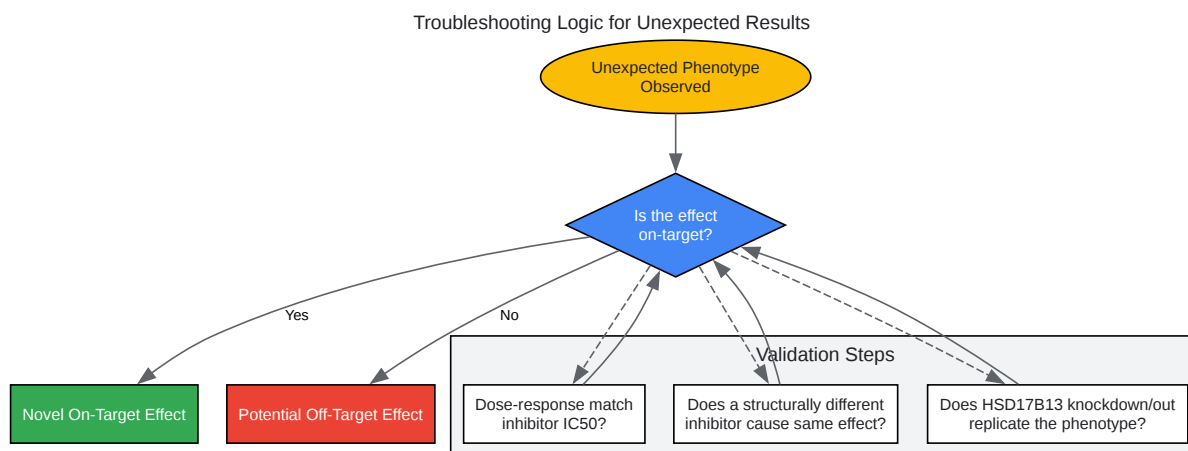 Troubleshooting Logic for Unexpected Results
Unexpected Phenotype
Observed
Is the effect
on-target?
Yes
No
Validation Steps
Novel On-Target Effect
Potential Off-Target Effect
Dose-response match
inhibitor IC50?
Does a structurally different
inhibitor cause same effect?
Does HSD17B13 knockdown/out
replicate the phenotype?